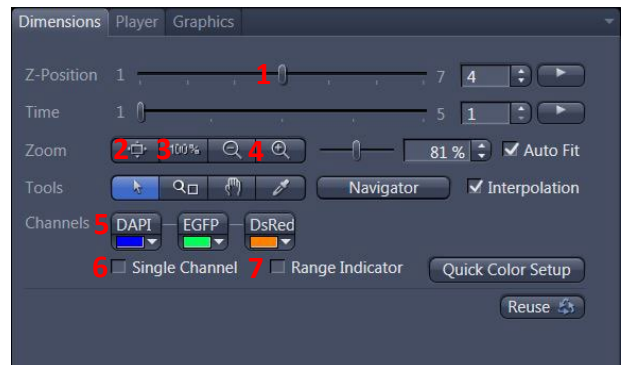 Dimensions Player Graphics
Z-Position 1 1 7 4
Time 1 5 1
Zoom 2 3 100% 4 81 % Auto Fit
Tools Navigator Interpolation
Channels 5 DAPI EGFP DsRed
6 Single Channel 7 Range Indicator Quick Color Setup
Reuse